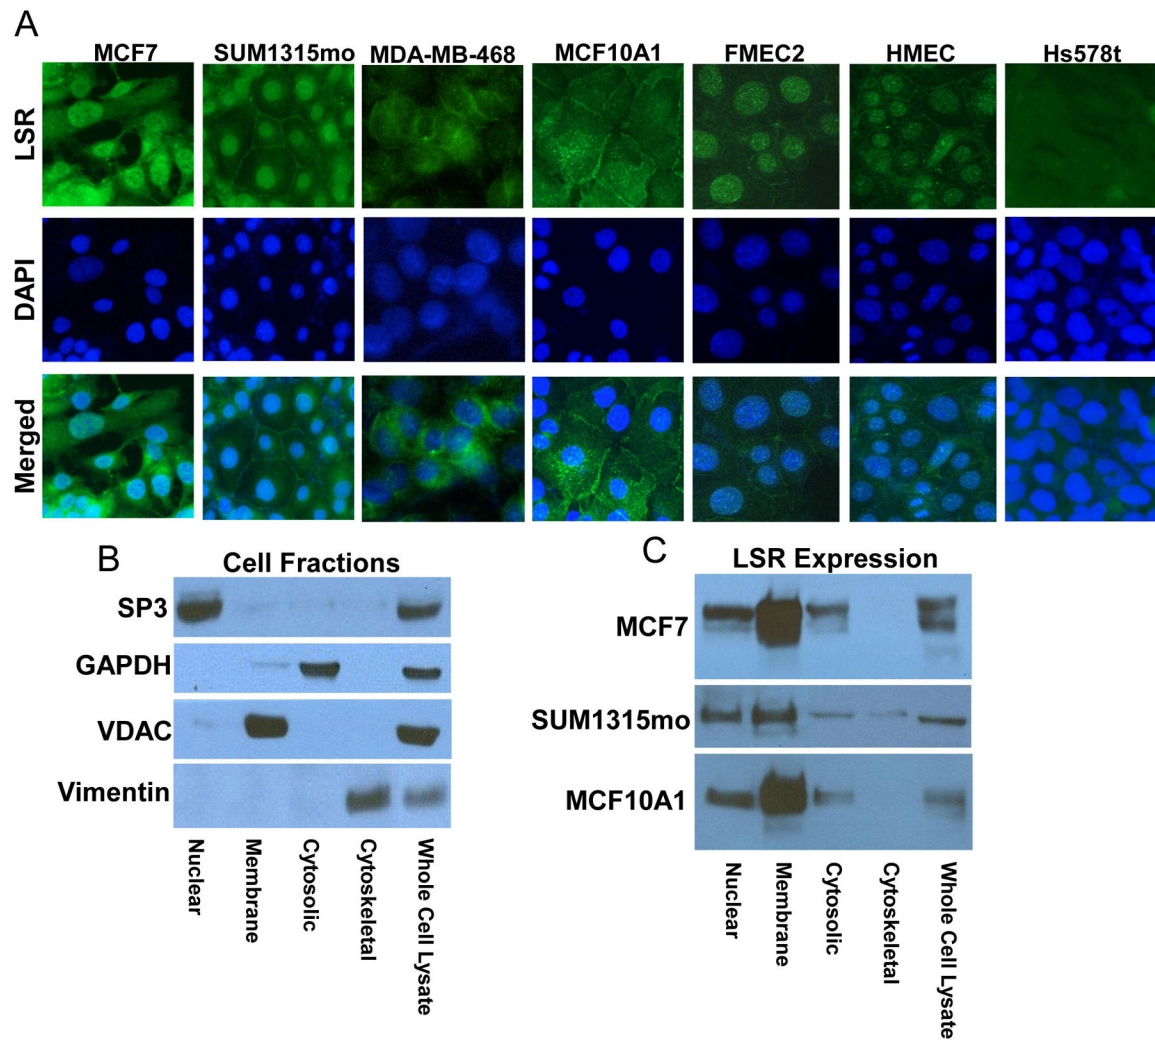 A
MCF7 SUM1315mo MDA-MB-468 MCF10A1 FMEC2 HMEC Hs578t
LSR
DAPI
Merged
B
Cell Fractions
SP3
GAPDH
VDAC
Vimentin
Nuclear
Membrane
Cytosolic
Cytoskeletal
Whole Cell Lysate
C
LSR Expression
MCF7
SUM1315mo
MCF10A1
Nuclear
Membrane
Cytosolic
Cytoskeletal
Whole Cell Lysate